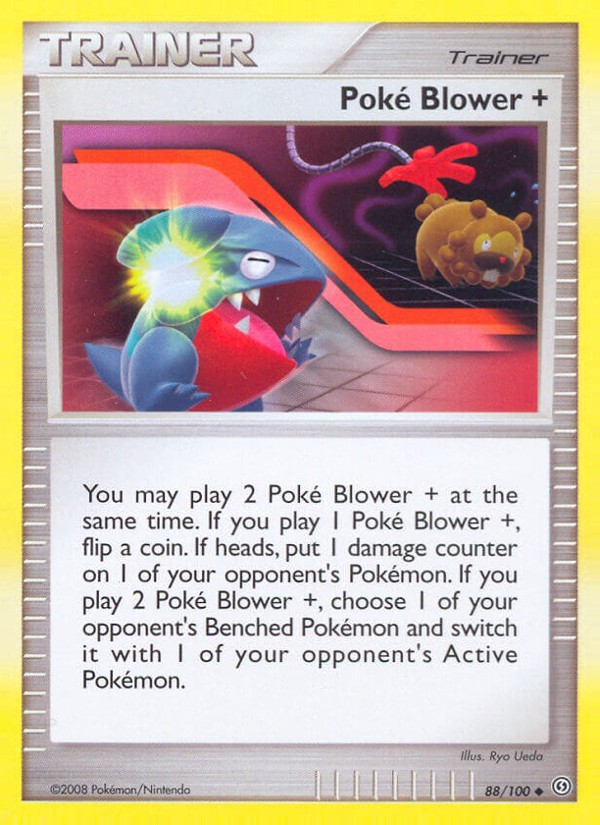 TRAINER
Trainer
Poké Blower +
You may play 2 Poké Blower + at the
same time. If you play 1 Poké Blower +,
flip a coin. If heads, put 1 damage counter
on 1 of your opponent's Pokémon. If you
play 2 Poké Blower +, choose 1 of your
opponent's Benched Pokémon and switch
it with 1 of your opponent's Active
Pokémon.
Illus. Ryo Ueda
©2008 Pokémon/Nintendo
88/100 ◆